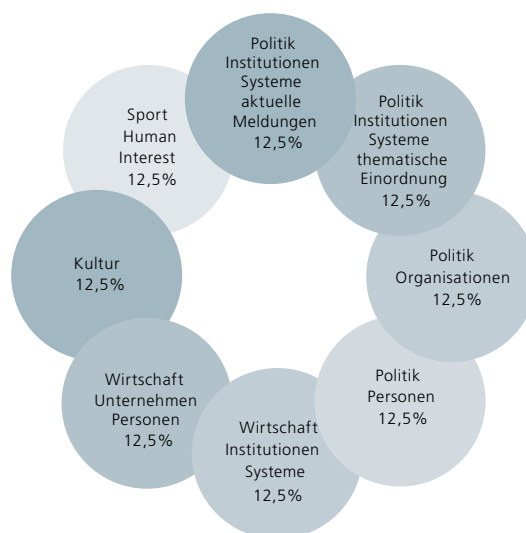 Politik
Institutionen
Systeme
aktuelle
Meldungen
12,5%
Politik
Institutionen
Systeme
thematische
Einordnung
12,5%
Politik
Organisationen
12,5%
Politik
Personen
12,5%
Wirtschaft
Institutionen
Systeme
12,5%
Wirtschaft
Unternehmen
Personen
12,5%
Kultur
12,5%
Sport
Human
Interest
12,5%